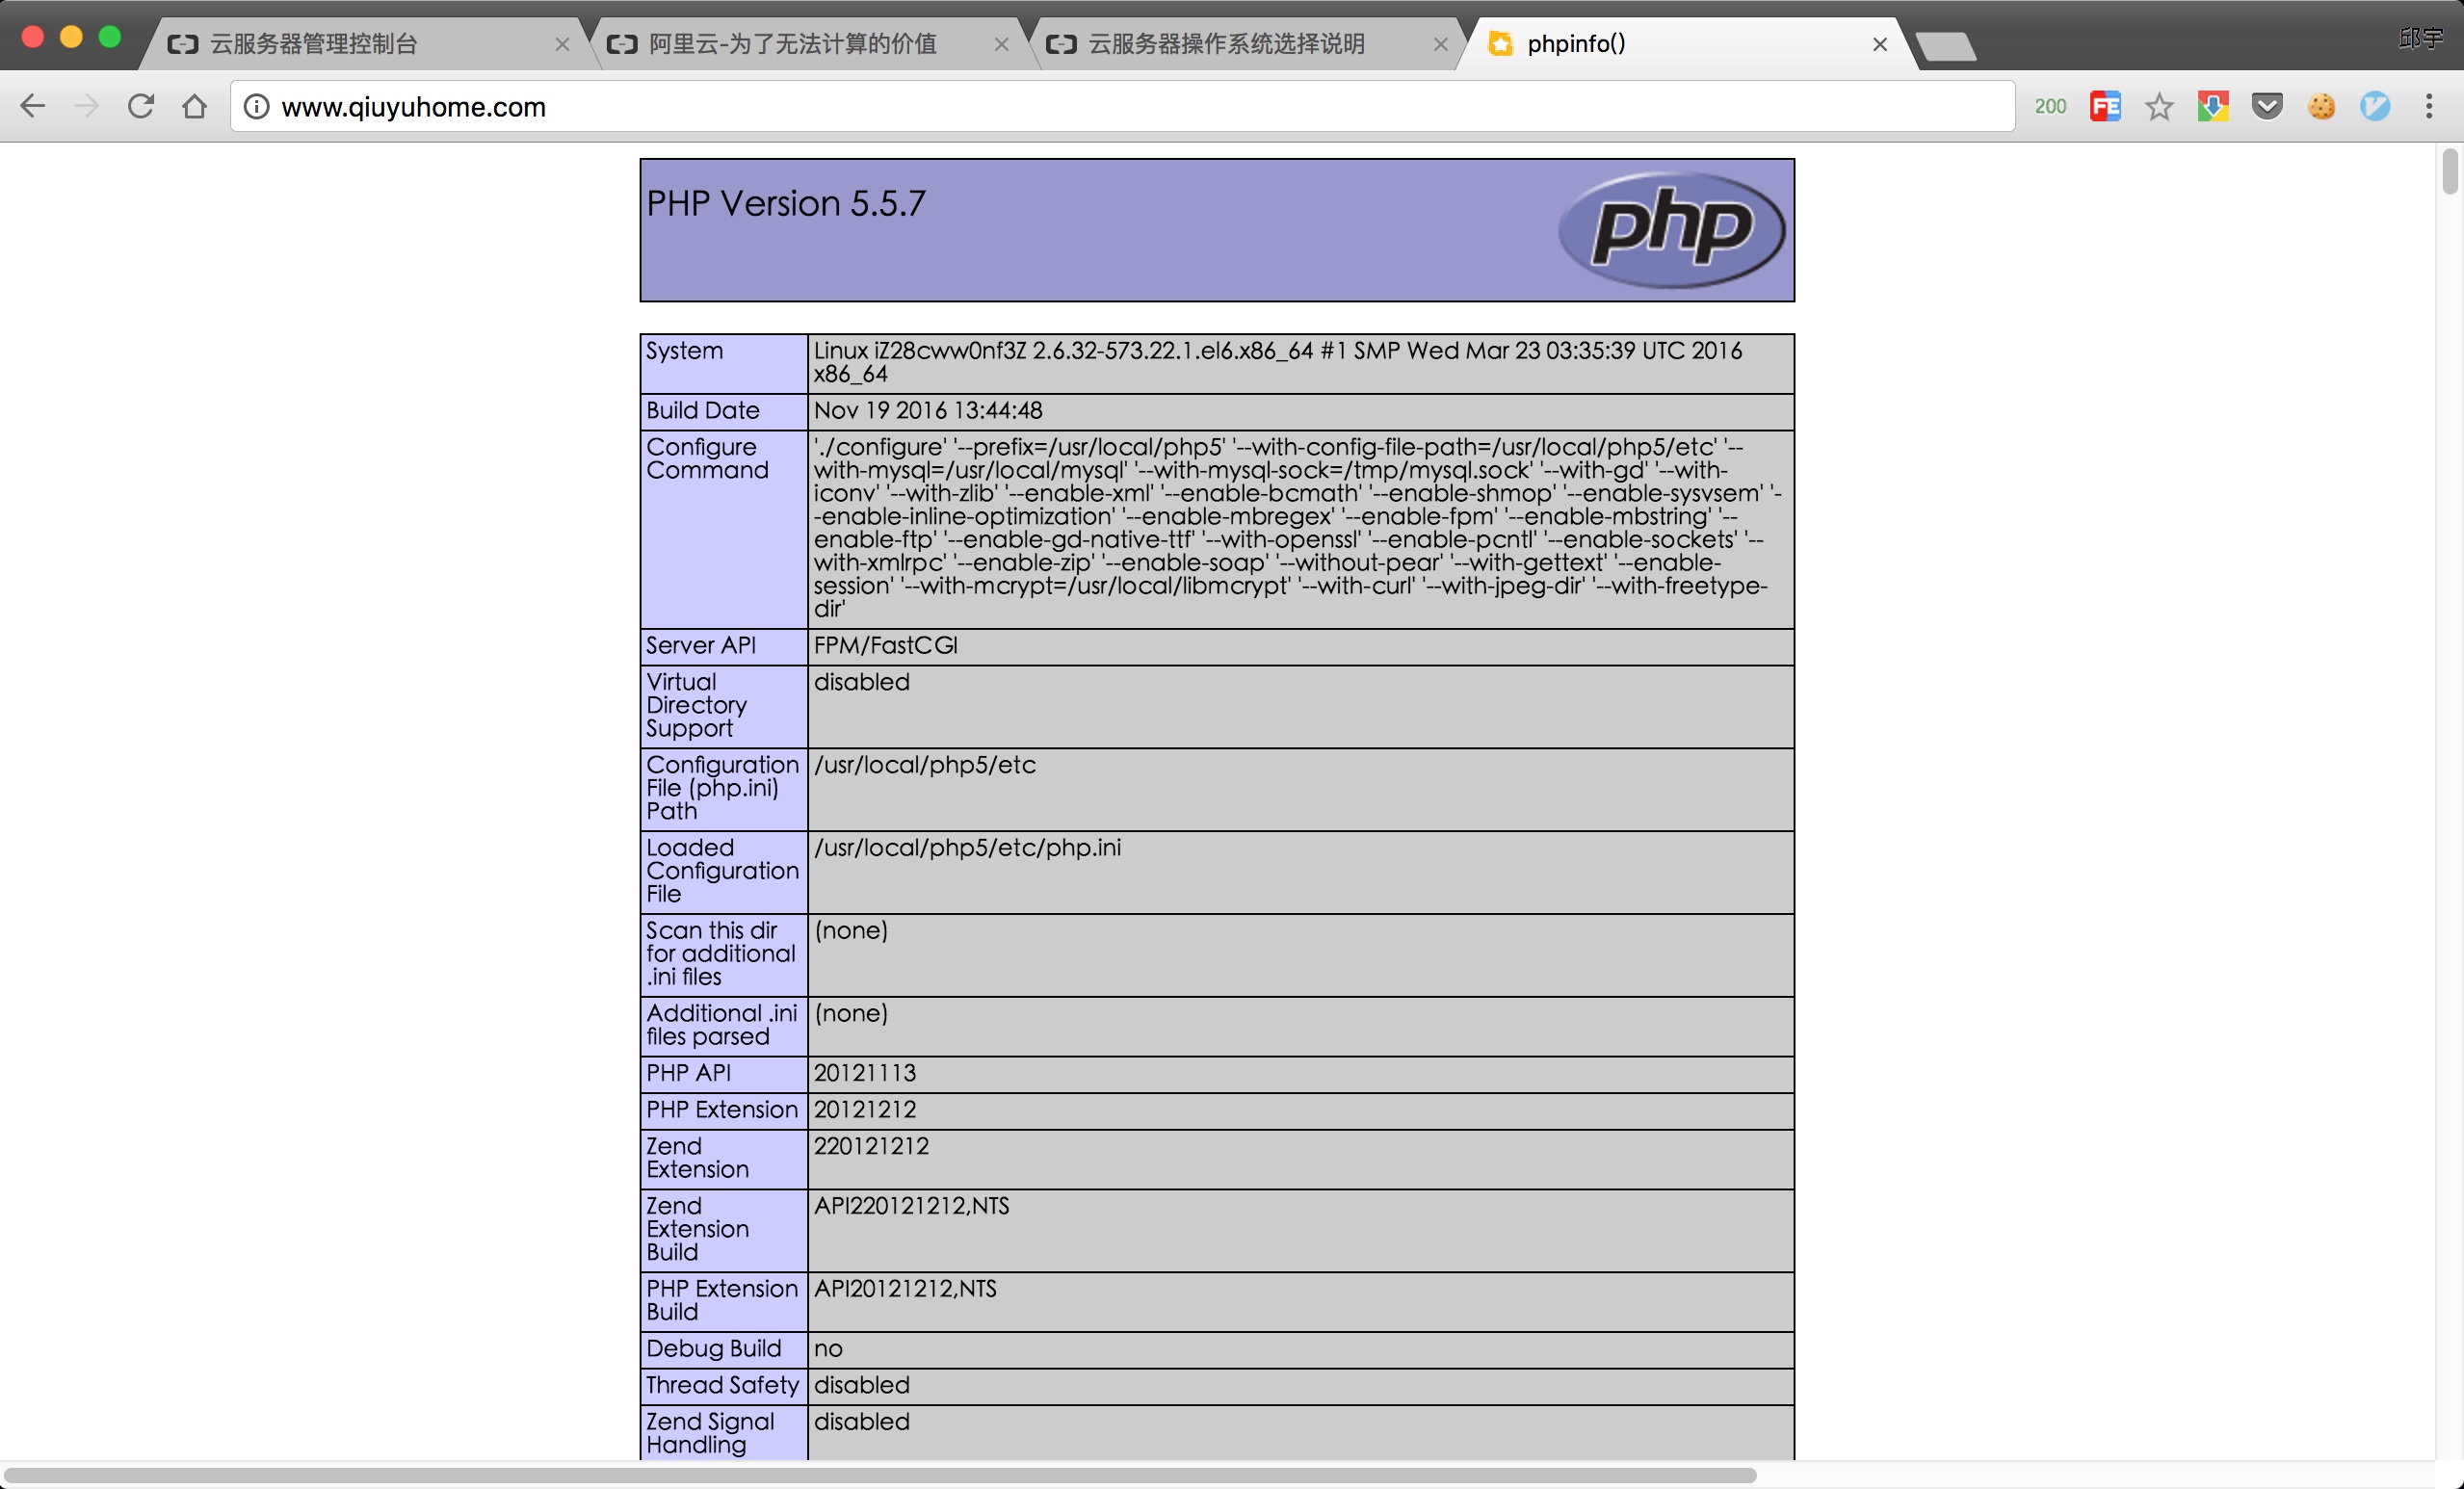 云服务器管理控制台
阿里云-为了无法计算的价值
云服务器操作系统选择说明
phpinfo()
邱宇
www.qiuyuhome.com
200
FE
PHP Version 5.5.7
php
System
Linux iZ28cww0nf3Z 2.6.32-573.22.1.el6.x86_64 #1 SMP Wed Mar 23 03:35:39 UTC 2016
x86_64
Build Date
Nov 19 2016 13:44:48
Configure
Command
'./configure' '--prefix=/usr/local/php5' '--with-config-file-path=/usr/local/php5/etc' '--
with-mysql=/usr/local/mysql' '--with-mysql-sock=/tmp/mysql.sock' '--with-gd' '--with-
iconv' '--with-zlib' '--enable-xml' '--enable-bcmath' '--enable-shmop' '--enable-sysvsem' '-
-enable-inline-optimization' '--enable-mbregex' '--enable-fpm' '--enable-mbstring' '--
enable-ftp' '--enable-gd-native-ttf' '--with-openssl' '--enable-pcntl' '--enable-sockets' '--
with-xmlrpc' '--enable-zip' '--enable-soap' '--without-pear' '--with-gettext' '--enable-
session' '--with-mcrypt=/usr/local/libmcrypt' '--with-curl' '--with-jpeg-dir' '--with-freetype-
dir'
Server API
FPM/FastCGI
Virtual
Directory
Support
disabled
Configuration
File (php.ini)
Path
/usr/local/php5/etc
Loaded
Configuration
File
/usr/local/php5/etc/php.ini
Scan this dir
for additional
.ini files
(none)
Additional .ini
files parsed
(none)
PHP API
20121113
PHP Extension
20121212
Zend
Extension
220121212
Zend
Extension
Build
API220121212,NTS
PHP Extension
Build
API20121212,NTS
Debug Build
no
Thread Safety
disabled
Zend Signal
Handling
disabled